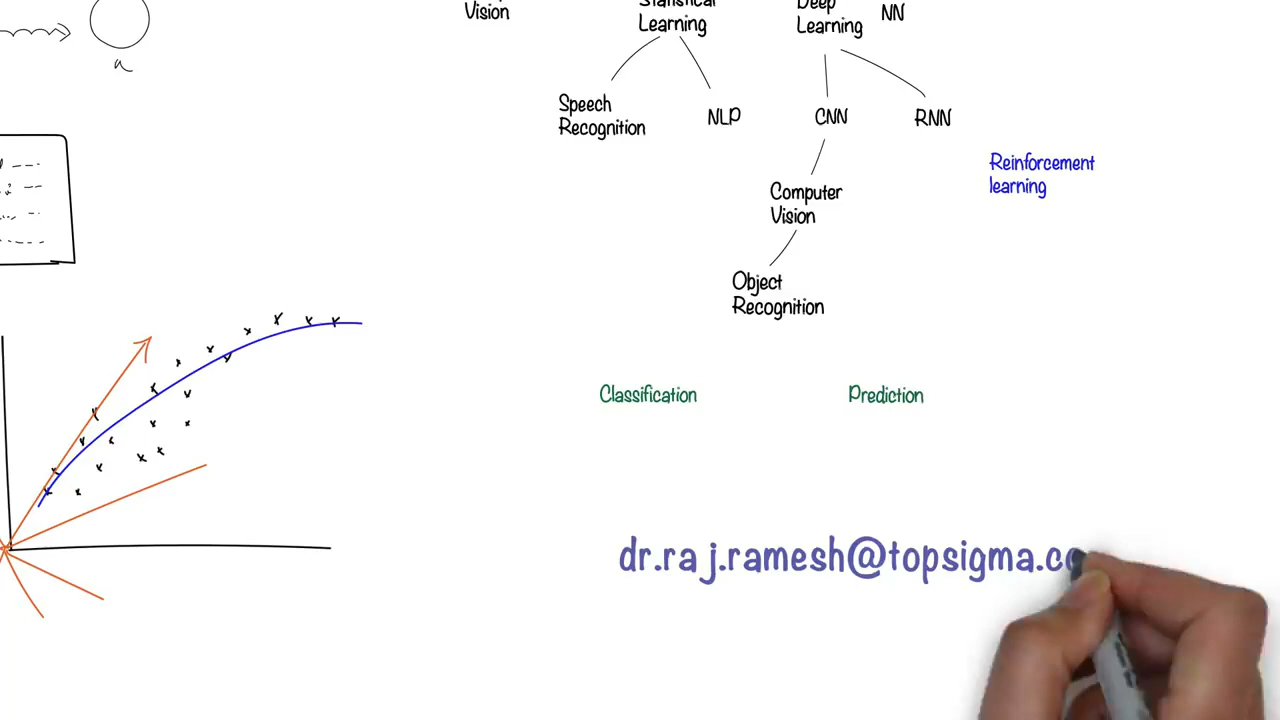 Vision
Statistical
Learning
Deep
Learning
NN
Speech
Recognition
NLP
CNN
RNN
Reinforcement
learning
Computer
Vision
Object
Recognition
Classification
Prediction
dr.raj.ramesh@topsigma.co
a